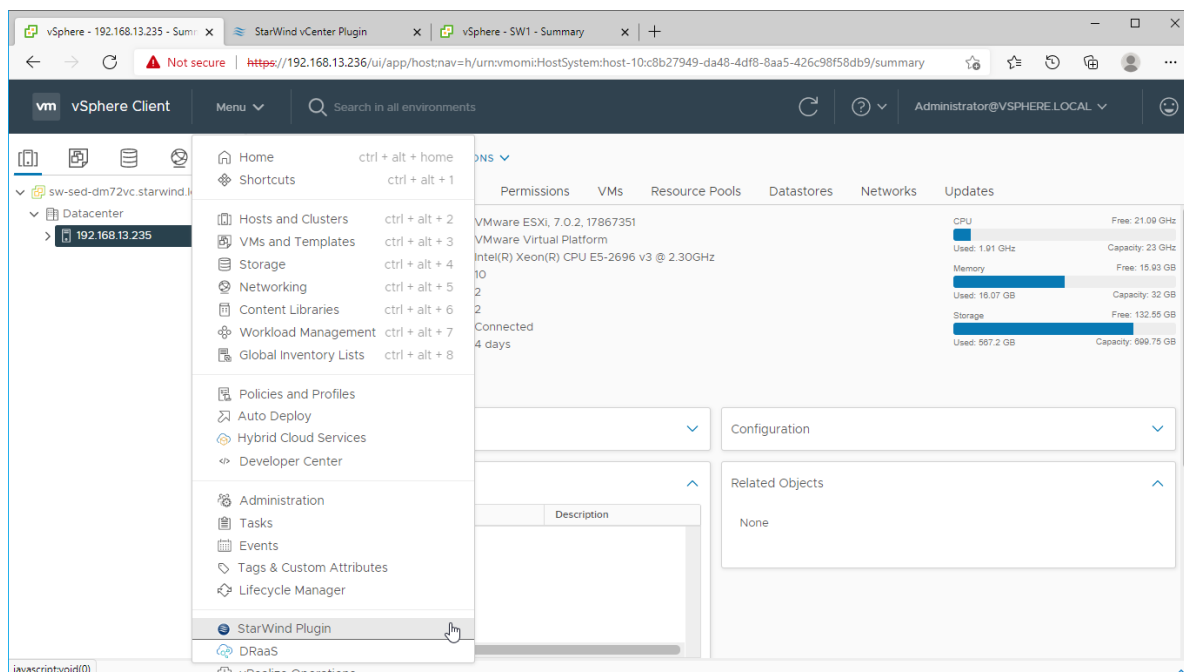 vSphere - 192.168.13.235 - Summ
StarWind vCenter Plugin
vSphere - SW1 - Summary
Not secure
https://192.168.13.236/ui/app/host;nav=h/urn:vmomi:HostSystem:host-10:c8b27949-da48-4df8-8aa5-426c98f58db9/summary
vm vSphere Client
Menu
Search in all environments
Administrator@VSPHERE.LOCAL
sw-sed-dm72vc.starwind.l
Datacenter
192.168.13.235
Home ctrl + alt + home
Shortcuts ctrl + alt + 1
Hosts and Clusters ctrl + alt + 2
VMs and Templates ctrl + alt + 3
Storage ctrl + alt + 4
Networking ctrl + alt + 5
Content Libraries ctrl + alt + 6
Workload Management ctrl + alt + 7
Global Inventory Lists ctrl + alt + 8
Policies and Profiles
Auto Deploy
Hybrid Cloud Services
Developer Center
Administration
Tasks
Events
Tags & Custom Attributes
Lifecycle Manager
StarWind Plugin
DRaaS
vRealize Operations
ONS
Permissions VMs Resource Pools Datastores Networks Updates
VMware ESXi, 7.0.2, 17867351
VMware Virtual Platform
Intel(R) Xeon(R) CPU E5-2696 v3 @ 2.30GHz
10
2
2
Connected
4 days
CPU Free: 21.09 GHz
Used: 1.91 GHz Capacity: 23 GHz
Memory Free: 15.93 GB
Used: 16.07 GB Capacity: 32 GB
Storage Free: 132.55 GB
Used: 567.2 GB Capacity: 699.75 GB
Configuration
Related Objects
None
Description
javascript:void(0)